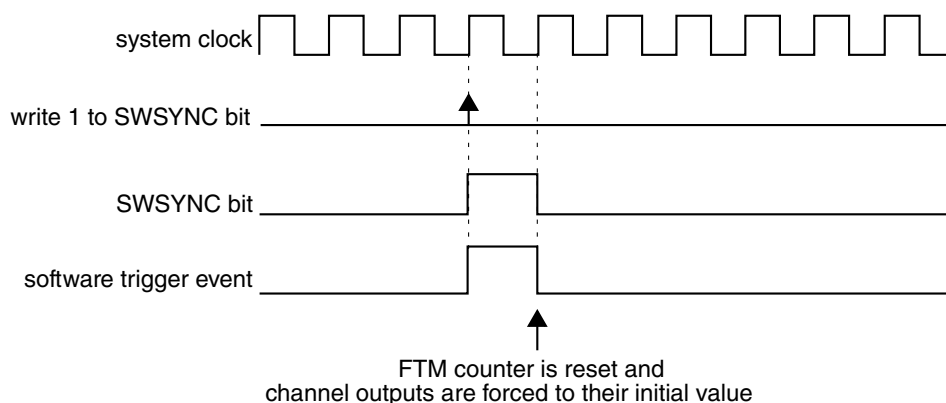 system clock
write 1 to SWSYNC bit
SWSYNC bit
software trigger event
FTM counter is reset and
channel outputs are forced to their initial value